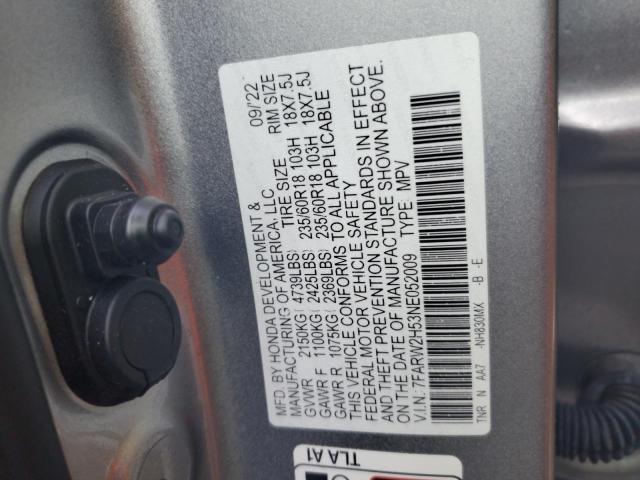 MFD. BY HONDA DEVELOPMENT & 09/'22
MANUFACTURING OF AMERICA, LLC TIRE SIZE RIM SIZE
GVWR 2150KG( 4739LBS) 235/60R18 103H 18X7.5J
GAWR F 1100KG( 2425LBS) 235/60R18 103H 18X7.5J
GAWR R 1075KG( 2369LBS)
THIS VEHICLE CONFORMS TO ALL APPLICABLE
FEDERAL MOTOR VEHICLE SAFETY
AND THEFT PREVENTION STANDARDS IN EFFECT
ON THE DATE OF MANUFACTURE SHOWN ABOVE.
V.I.N: 7FARW2H53NE052009 TYPE: MPV
TNR N AA7 -NH830MX -B -E
TLA A1